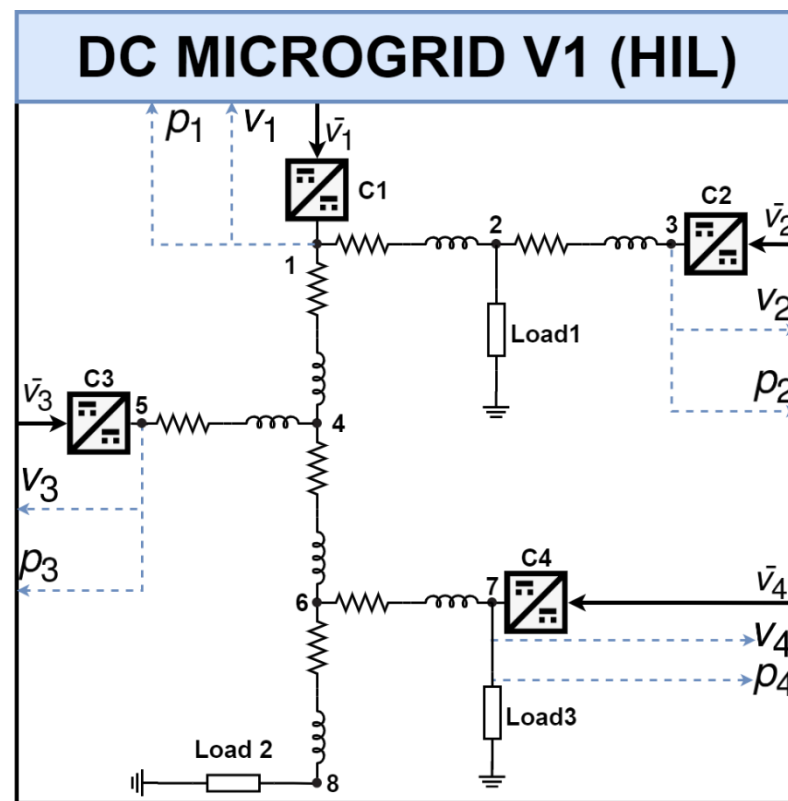 DC MICROGRID V1 (HIL)
p1 v1 v̄1
C1
C2
2 3 v̄2
1
v2
Load1
C3
p2
v̄3 5
4
v3
C4
p3 7 v̄4
6
v4
p4
Load3
Load 2
8